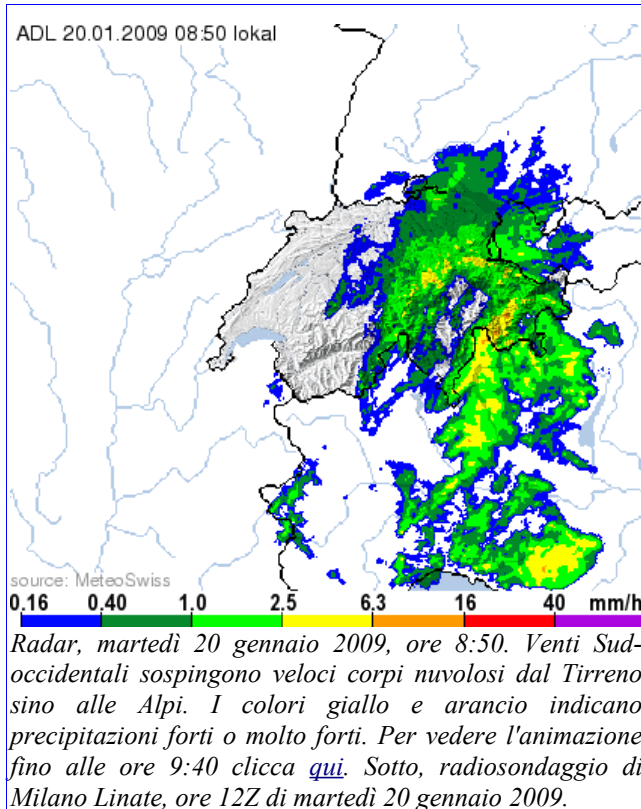 ADL 20.01.2009 08:50 lokal
source: MeteoSwiss
0.16 0.40 1.0 2.5 6.3 16 40 mm/h
Radar, martedì 20 gennaio 2009, ore 8:50. Venti Sud-
occidentali sospingono veloci corpi nuvolosi dal Tirreno
sino alle Alpi. I colori giallo e arancio indicano
precipitazioni forti o molto forti. Per vedere l'animazione
fino alle ore 9:40 clicca qui. Sotto, radiosondaggio di
Milano Linate, ore 12Z di martedì 20 gennaio 2009.